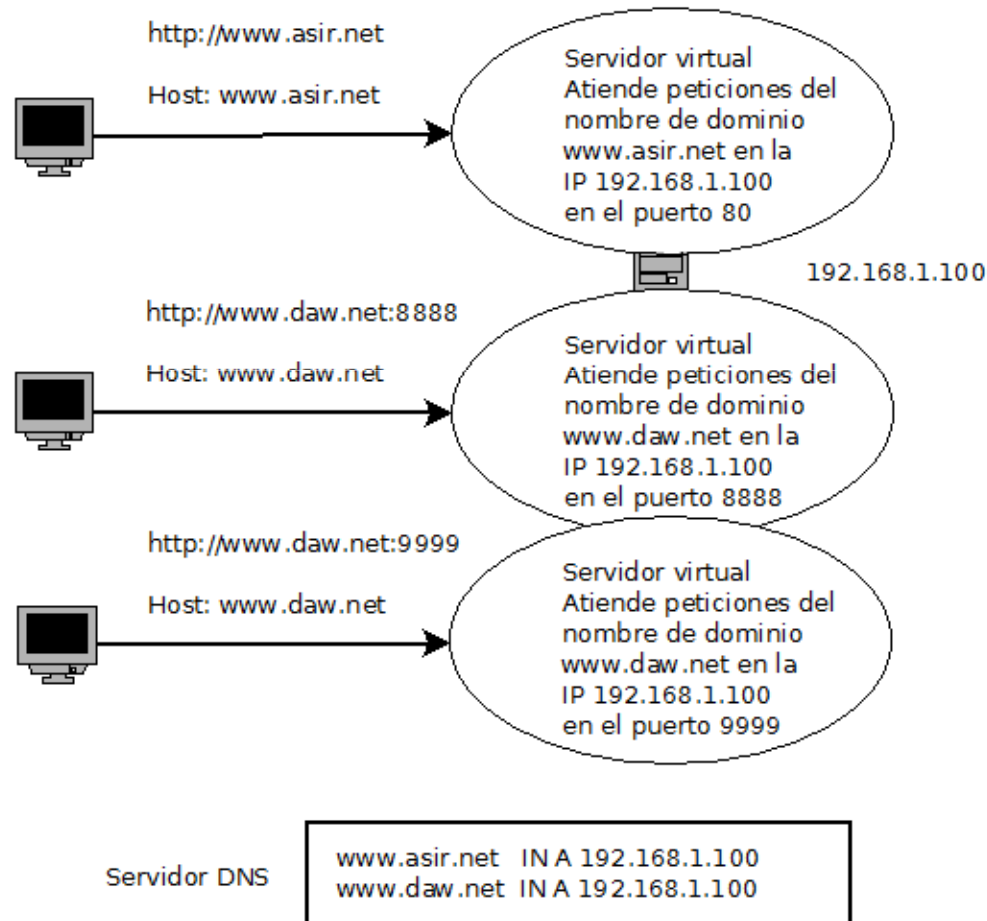 http://www.asir.net
Host: www.asir.net
Servidor virtual
Atiende peticiones del
nombre de dominio
www.asir.net en la
IP 192.168.1.100
en el puerto 80
192.168.1.100
http://www.daw.net:8888
Host: www.daw.net
Servidor virtual
Atiende peticiones del
nombre de dominio
www.daw.net en la
IP 192.168.1.100
en el puerto 8888
http://www.daw.net:9999
Host: www.daw.net
Servidor virtual
Atiende peticiones del
nombre de dominio
www.daw.net en la
IP 192.168.1.100
en el puerto 9999
Servidor DNS
www.asir.net IN A 192.168.1.100
www.daw.net IN A 192.168.1.100